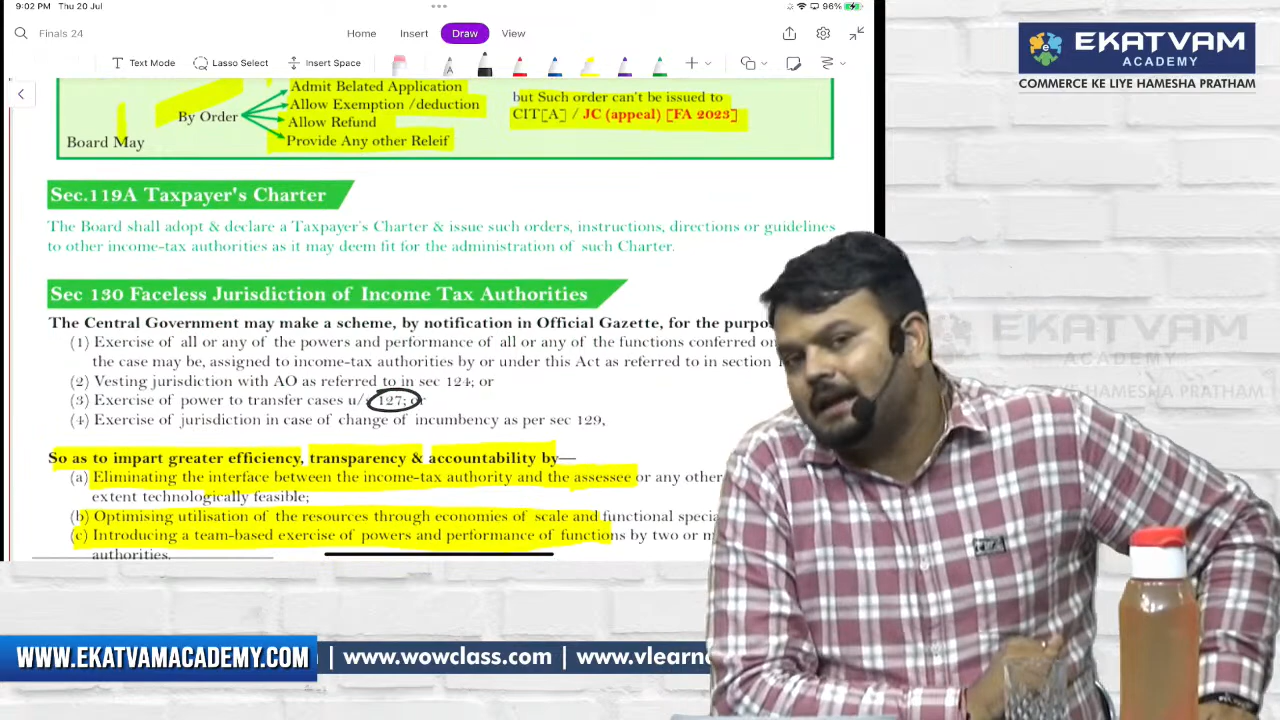 9:02 PM Thu 20 Jul
96%
Finals 24
Home Insert Draw View
Text Mode Lasso Select Insert Space
EKATVAM
ACADEMY
COMMERCE KE LIYE HAMESHA PRATHAM
Admit Belated Application
Allow Exemption /deduction
By Order
Allow Refund
Board May
Provide Any other Releif
but Such order can't be issued to
CIT[A] / JC (appeal) [FA 2023]
Sec.119A Taxpayer's Charter
The Board shall adopt & declare a Taxpayer's Charter & issue such orders, instructions, directions or guidelines
to other income-tax authorities as it may deem fit for the administration of such Charter.
Sec 130 Faceless Jurisdiction of Income Tax Authorities
The Central Government may make a scheme, by notification in Official Gazette, for the purpo
(1) Exercise of all or any of the powers and performance of all or any of the functions conferred on
the case may be, assigned to income-tax authorities by or under this Act as referred to in section 1
(2) Vesting jurisdiction with AO as referred to in sec 124; or
(3) Exercise of power to transfer cases u/s 127; or
(4) Exercise of jurisdiction in case of change of incumbency as per sec 129,
So as to impart greater efficiency, transparency & accountability by—
(a) Eliminating the interface between the income-tax authority and the assessee or any other
extent technologically feasible;
(b) Optimising utilisation of the resources through economies of scale and functional specia
(c) Introducing a team-based exercise of powers and performance of functions by two or m
authorities.
EKATVAM
HAMESHA PRATHAM
WWW.EKATVAMACADEMY.COM | www.wowclass.com | www.vlearn